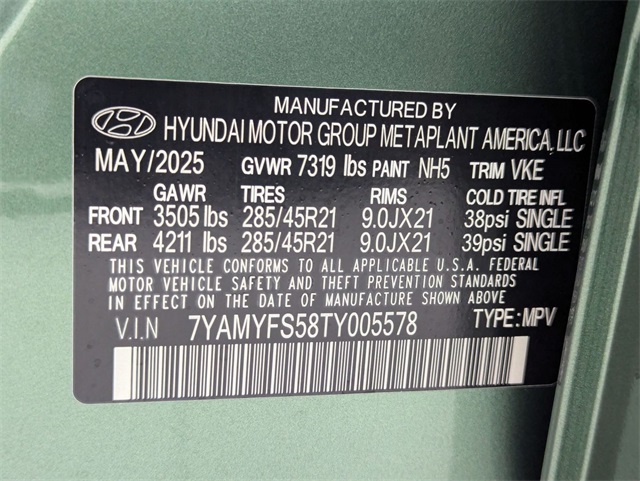 MANUFACTURED BY
HYUNDAI MOTOR GROUP METAPLANT AMERICA, LLC
MAY/2025 GVWR 7319 lbs PAINT NH5 TRIM VKE
GAWR TIRES RIMS COLD TIRE INFL
FRONT 3505 lbs 285/45R21 9.0JX21 38psi SINGLE
REAR 4211 lbs 285/45R21 9.0JX21 39psi SINGLE
THIS VEHICLE CONFORMS TO ALL APPLICABLE U.S.A. FEDERAL
MOTOR VEHICLE SAFETY AND THEFT PREVENTION STANDARDS
IN EFFECT ON THE DATE OF MANUFACTURE SHOWN ABOVE
V.I.N 7YAMYFS58TY005578 TYPE: MPV